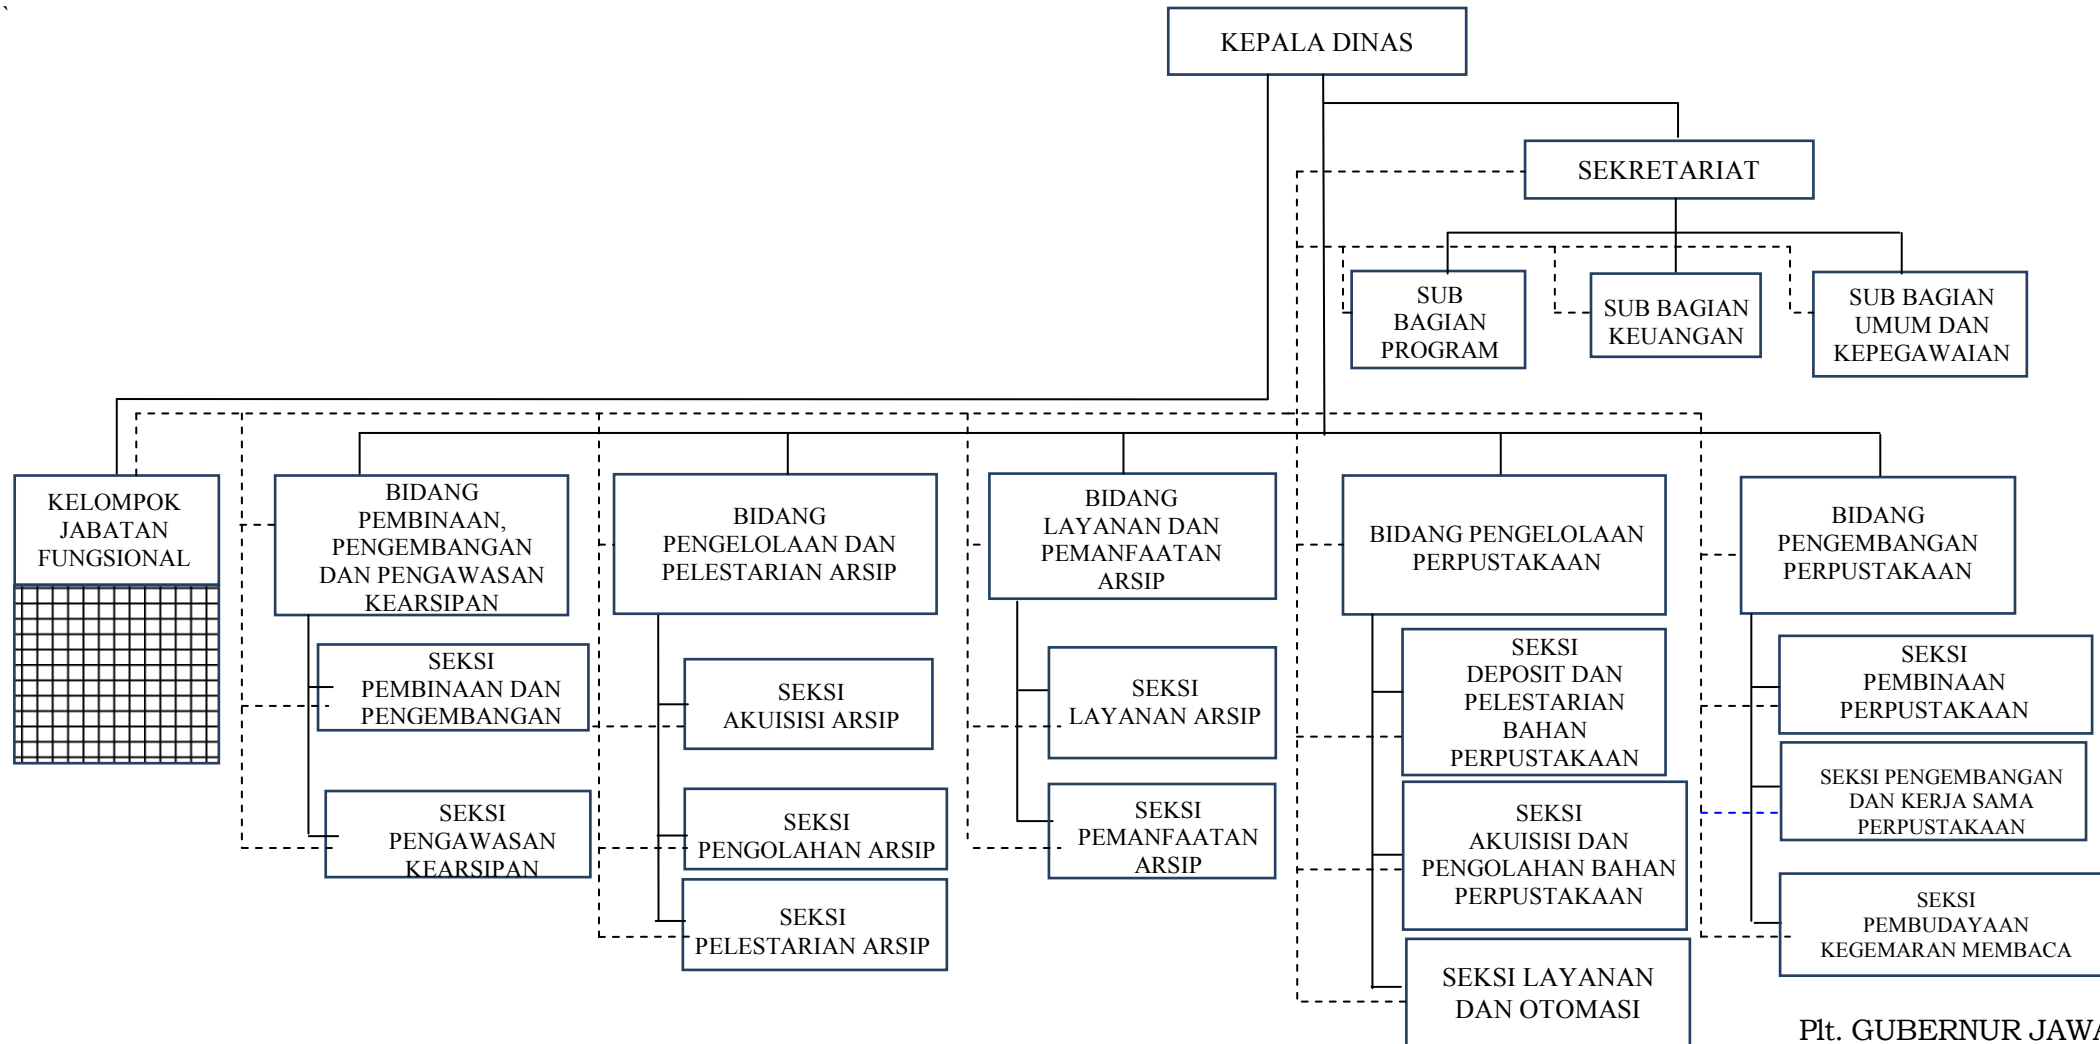 `
KEPALA DINAS
SEKRETARIAT
SUB
BAGIAN
PROGRAM
SUB BAGIAN
KEUANGAN
SUB BAGIAN
UMUM DAN
KEPEGAWAIAN
KELOMPOK
JABATAN
FUNGSIONAL
BIDANG
PEMBINAAN,
PENGEMBANGAN
DAN PENGAWASAN
KEARSIPAN
BIDANG
PENGELOLAAN DAN
PELESTARIAN ARSIP
BIDANG
LAYANAN DAN
PEMANFAATAN
ARSIP
BIDANG PENGELOLAAN
PERPUSTAKAAN
BIDANG
PENGEMBANGAN
PERPUSTAKAAN
SEKSI
PEMBINAAN DAN
PENGEMBANGAN
SEKSI
PENGAWASAN
KEARSIPAN
SEKSI
AKUISISI ARSIP
SEKSI
PENGOLAHAN ARSIP
SEKSI
PELESTARIAN ARSIP
SEKSI
LAYANAN ARSIP
SEKSI
PEMANFAATAN
ARSIP
SEKSI
DEPOSIT DAN
PELESTARIAN
BAHAN
PERPUSTAKAAN
SEKSI
AKUISISI DAN
PENGOLAHAN BAHAN
PERPUSTAKAAN
SEKSI LAYANAN
DAN OTOMASI
SEKSI
PEMBINAAN
PERPUSTAKAAN
SEKSI PENGEMBANGAN
DAN KERJA SAMA
PERPUSTAKAAN
SEKSI
PEMBUDAYAAN
KEGEMARAN MEMBACA
Plt. GUBERNUR JAWA